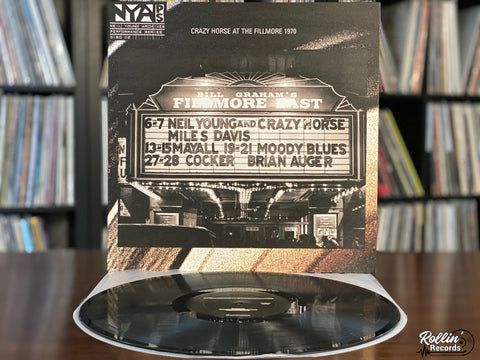 NYA PS
NEIL YOUNG ARCHIVES
PERFORMANCE SERIES
CRAZY HORSE AT THE FILLMORE 1970
BILL GRAHAM'S
FILLMORE EAST
6-7 NEIL YOUNG AND CRAZY HORSE
MILES DAVIS
13-15 MAYALL 19-21 MOODY BLUES
27-28 COCKER BRIAN AUGER
Rollin'
Records